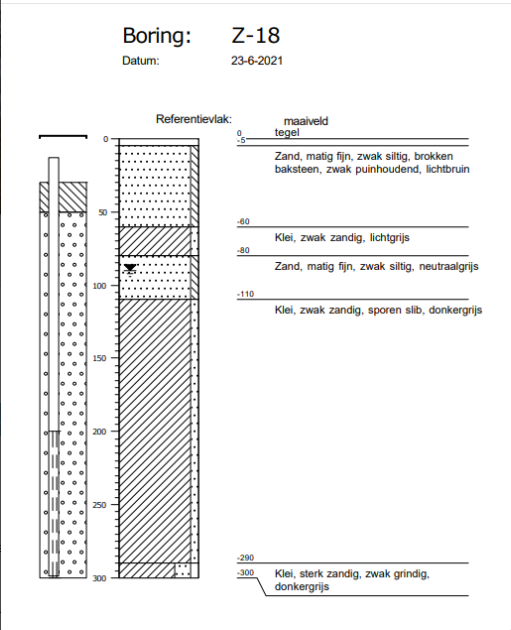 Boring: Z-18
Datum: 23-6-2021
Referentievlak: maaiveld
0 0 tegel
-5
Zand, matig fijn, zwak siltig, brokken
baksteen, zwak puinhoudend, lichtbruin
50
-60
Klei, zwak zandig, lichtgrijs
-80
Zand, matig fijn, zwak siltig, neutraalgrijs
100
-110
Klei, zwak zandig, sporen slib, donkergrijs
150
200
250
-290
300 -300 Klei, sterk zandig, zwak grindig,
donkergrijs